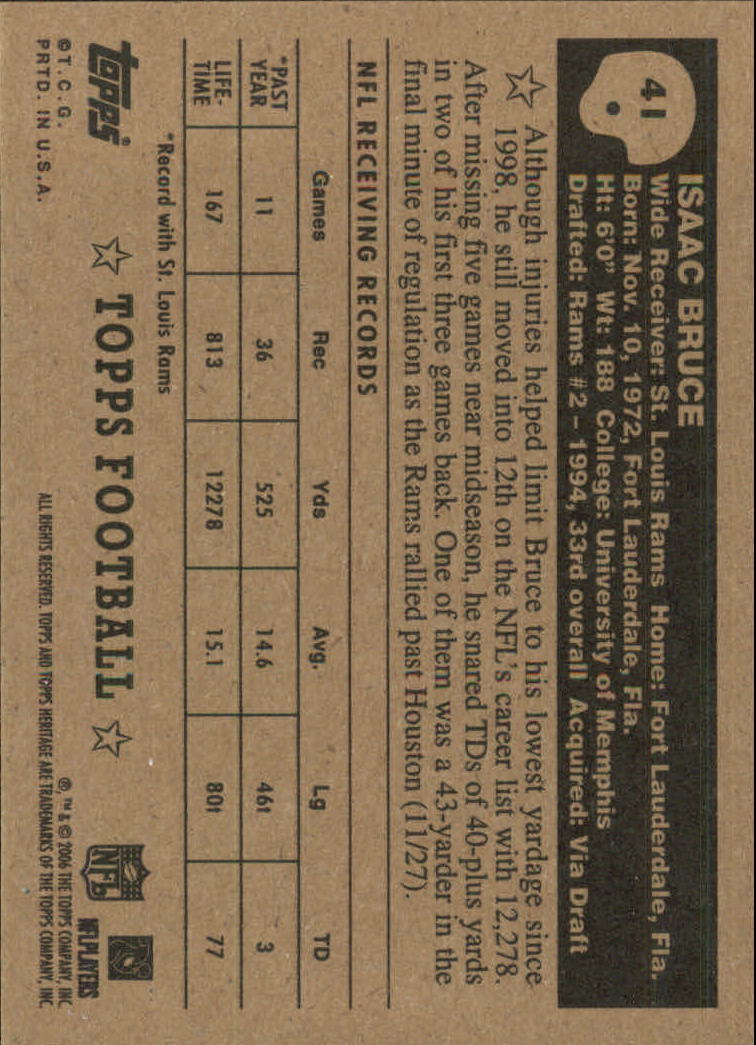 41
ISAAC BRUCE
Wide Receiver: St. Louis Rams Home: Fort Lauderdale, Fla.
Born: Nov. 10, 1972, Fort Lauderdale, Fla.
Ht: 6'0" Wt: 188 College: University of Memphis
Drafted: Rams #2 – 1994, 33rd overall Acquired: Via Draft
☆ Although injuries helped limit Bruce to his lowest yardage since
1998, he still moved into 12th on the NFL's career list with 12,278.
After missing five games near midseason, he snared TDs of 40-plus yards
in two of his first three games back. One of them was a 43-yarder in the
final minute of regulation as the Rams rallied past Houston (11/27).
NFL RECEIVING RECORDS
Games Rec Yds Avg. Lg TD
*PAST
YEAR 11 36 525 14.6 46t 3
LIFE-
TIME 167 813 12278 15.1 80t 77
*Record with St. Louis Rams
topps®
©T.C.G.
PRTD. IN U.S.A.
☆ TOPPS FOOTBALL ☆
NFL
NFLPLAYERS
®, ™ & © 2006 THE TOPPS COMPANY, INC
ALL RIGHTS RESERVED. TOPPS AND TOPPS HERITAGE ARE TRADEMARKS OF THE TOPPS COMPANY, INC.